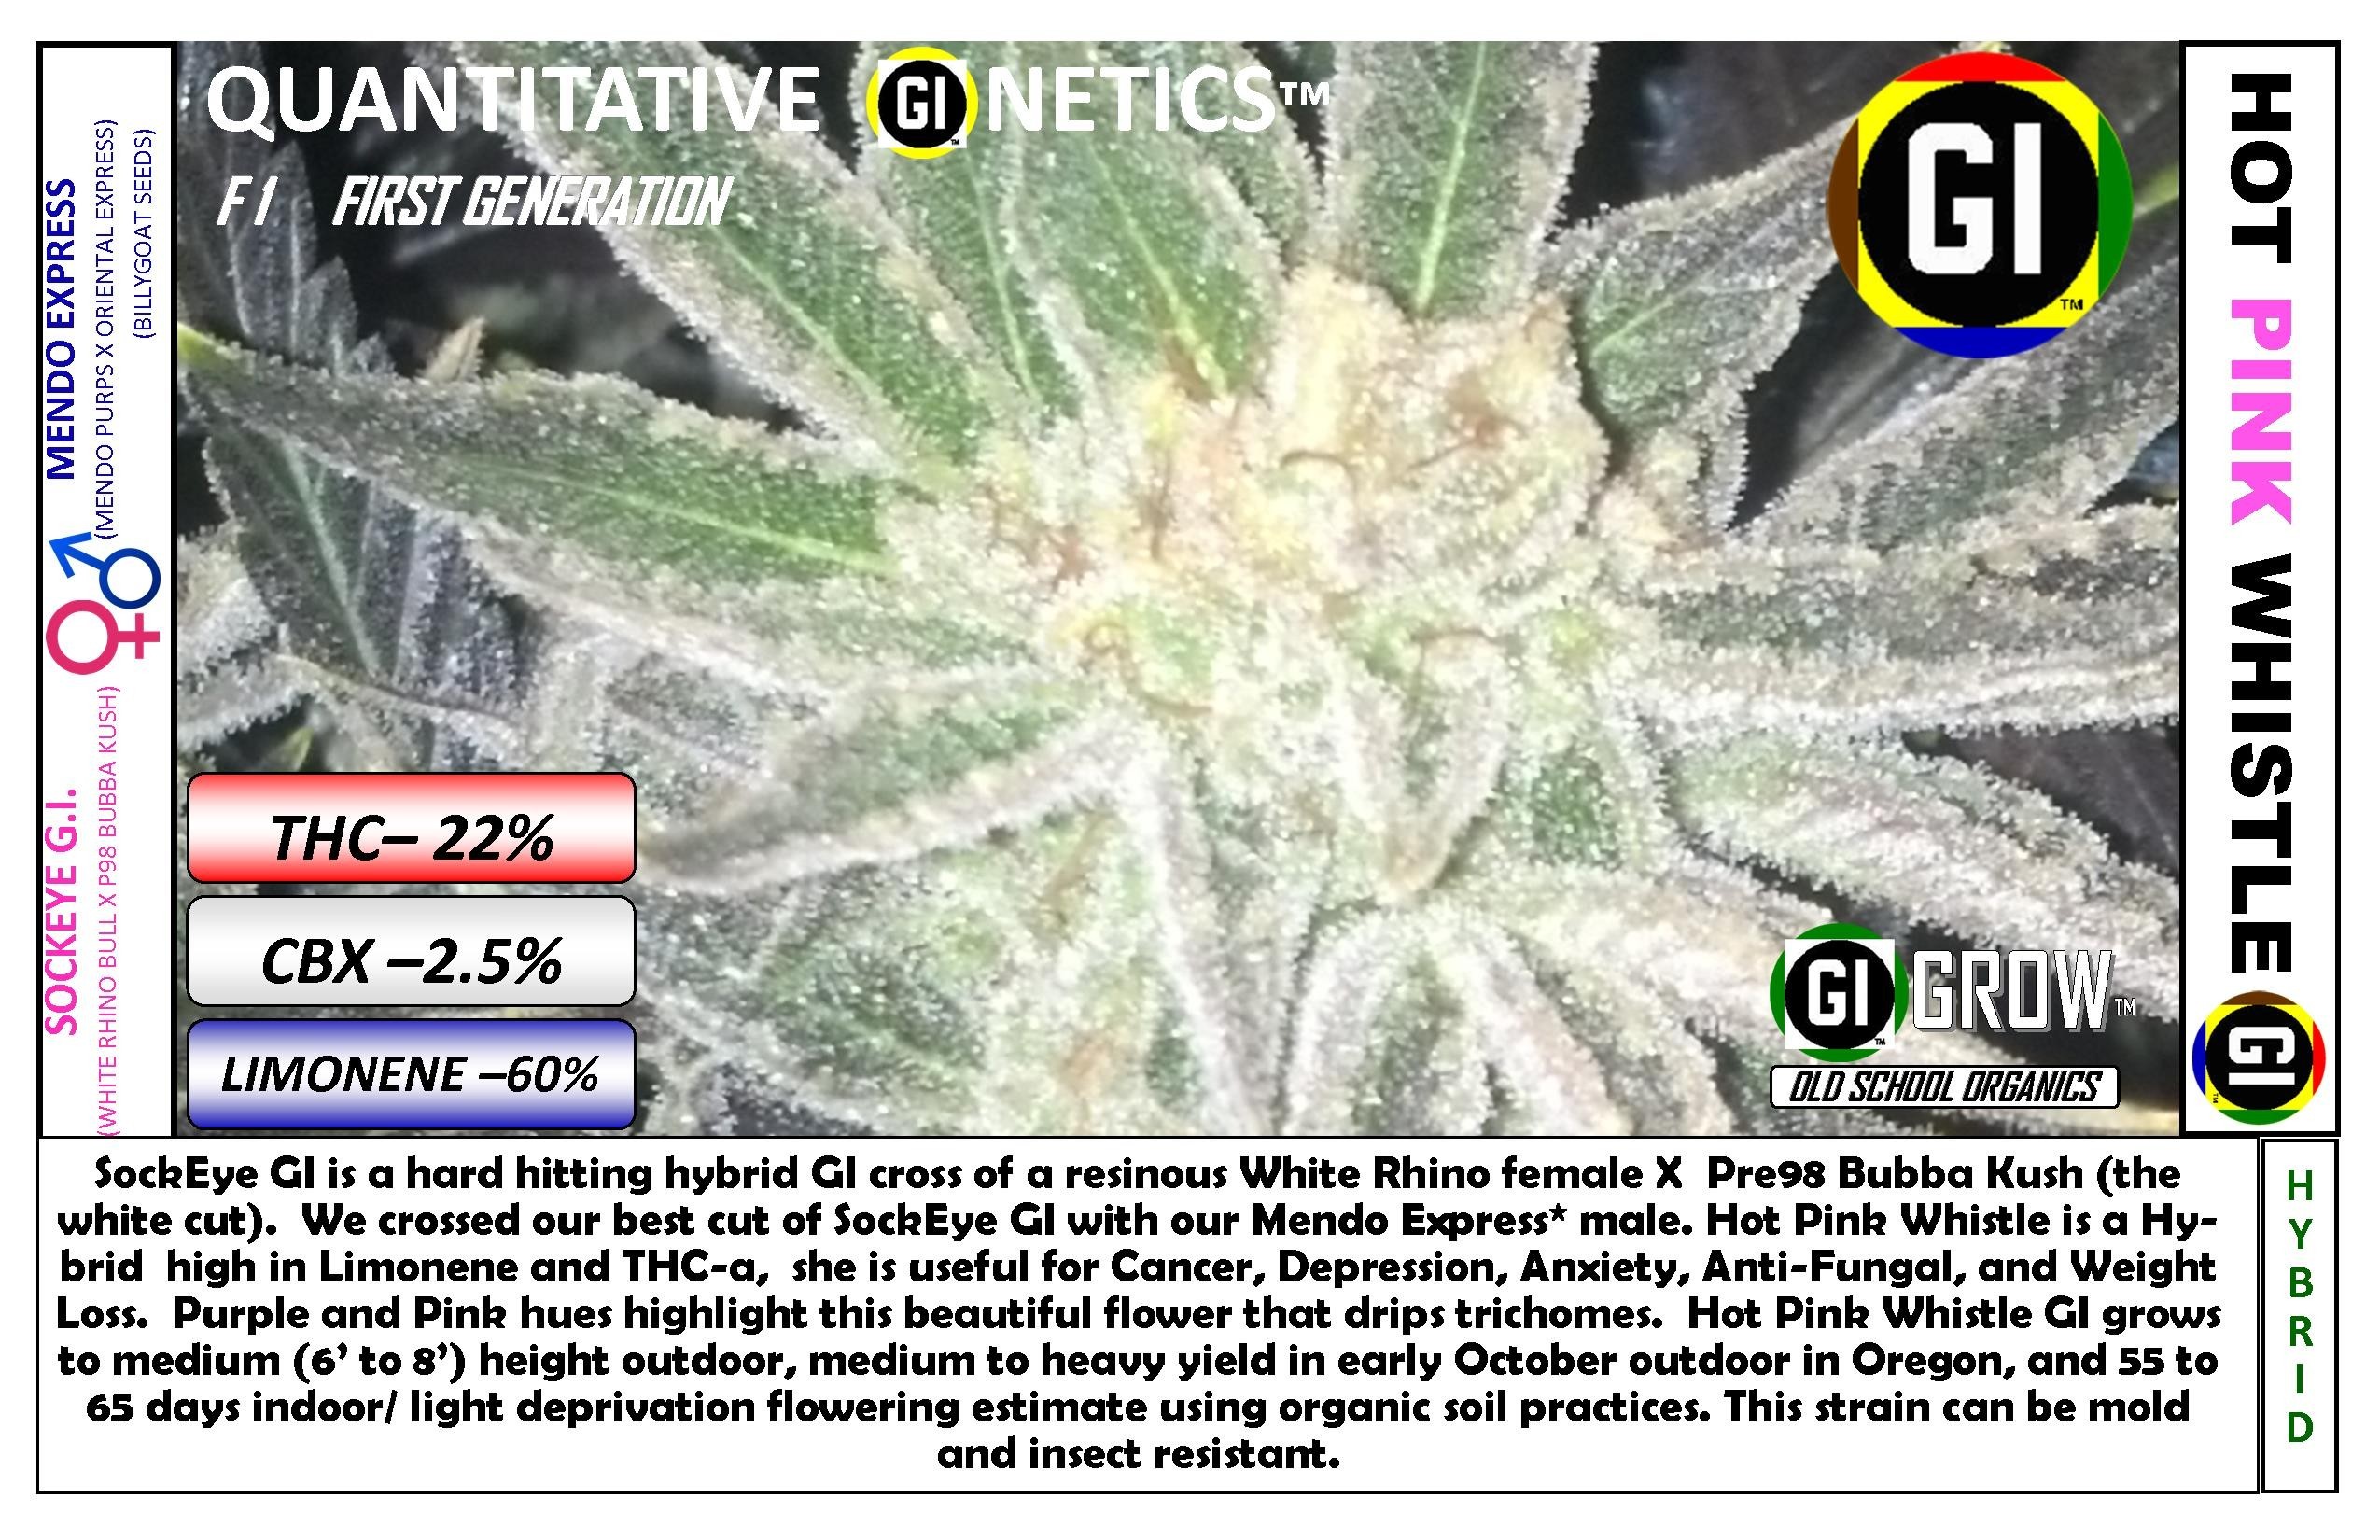 QUANTITATIVE GI NETICS™
F1 FIRST GENERATION
GI
TM
MENDO EXPRESS
(MENDO PURPS X ORIENTAL EXPRESS)
(BILLYGOAT SEEDS)
SOCKEYE G.I.
(WHITE RHINO BULL X P98 BUBBA KUSH)
HOT PINK WHISTLE
GI
TM
THC– 22%
CBX –2.5%
LIMONENE –60%
GI GROW™
TM
OLD SCHOOL ORGANICS
SockEye GI is a hard hitting hybrid GI cross of a resinous White Rhino female X  Pre98 Bubba Kush (the
white cut).  We crossed our best cut of SockEye GI with our Mendo Express* male. Hot Pink Whistle is a Hy-
brid  high in Limonene and THC-a,  she is useful for Cancer, Depression, Anxiety, Anti-Fungal, and Weight
Loss.  Purple and Pink hues highlight this beautiful flower that drips trichomes.  Hot Pink Whistle GI grows
to medium (6’ to 8’) height outdoor, medium to heavy yield in early October outdoor in Oregon, and 55 to
65 days indoor/ light deprivation flowering estimate using organic soil practices. This strain can be mold
and insect resistant.
HYBRID